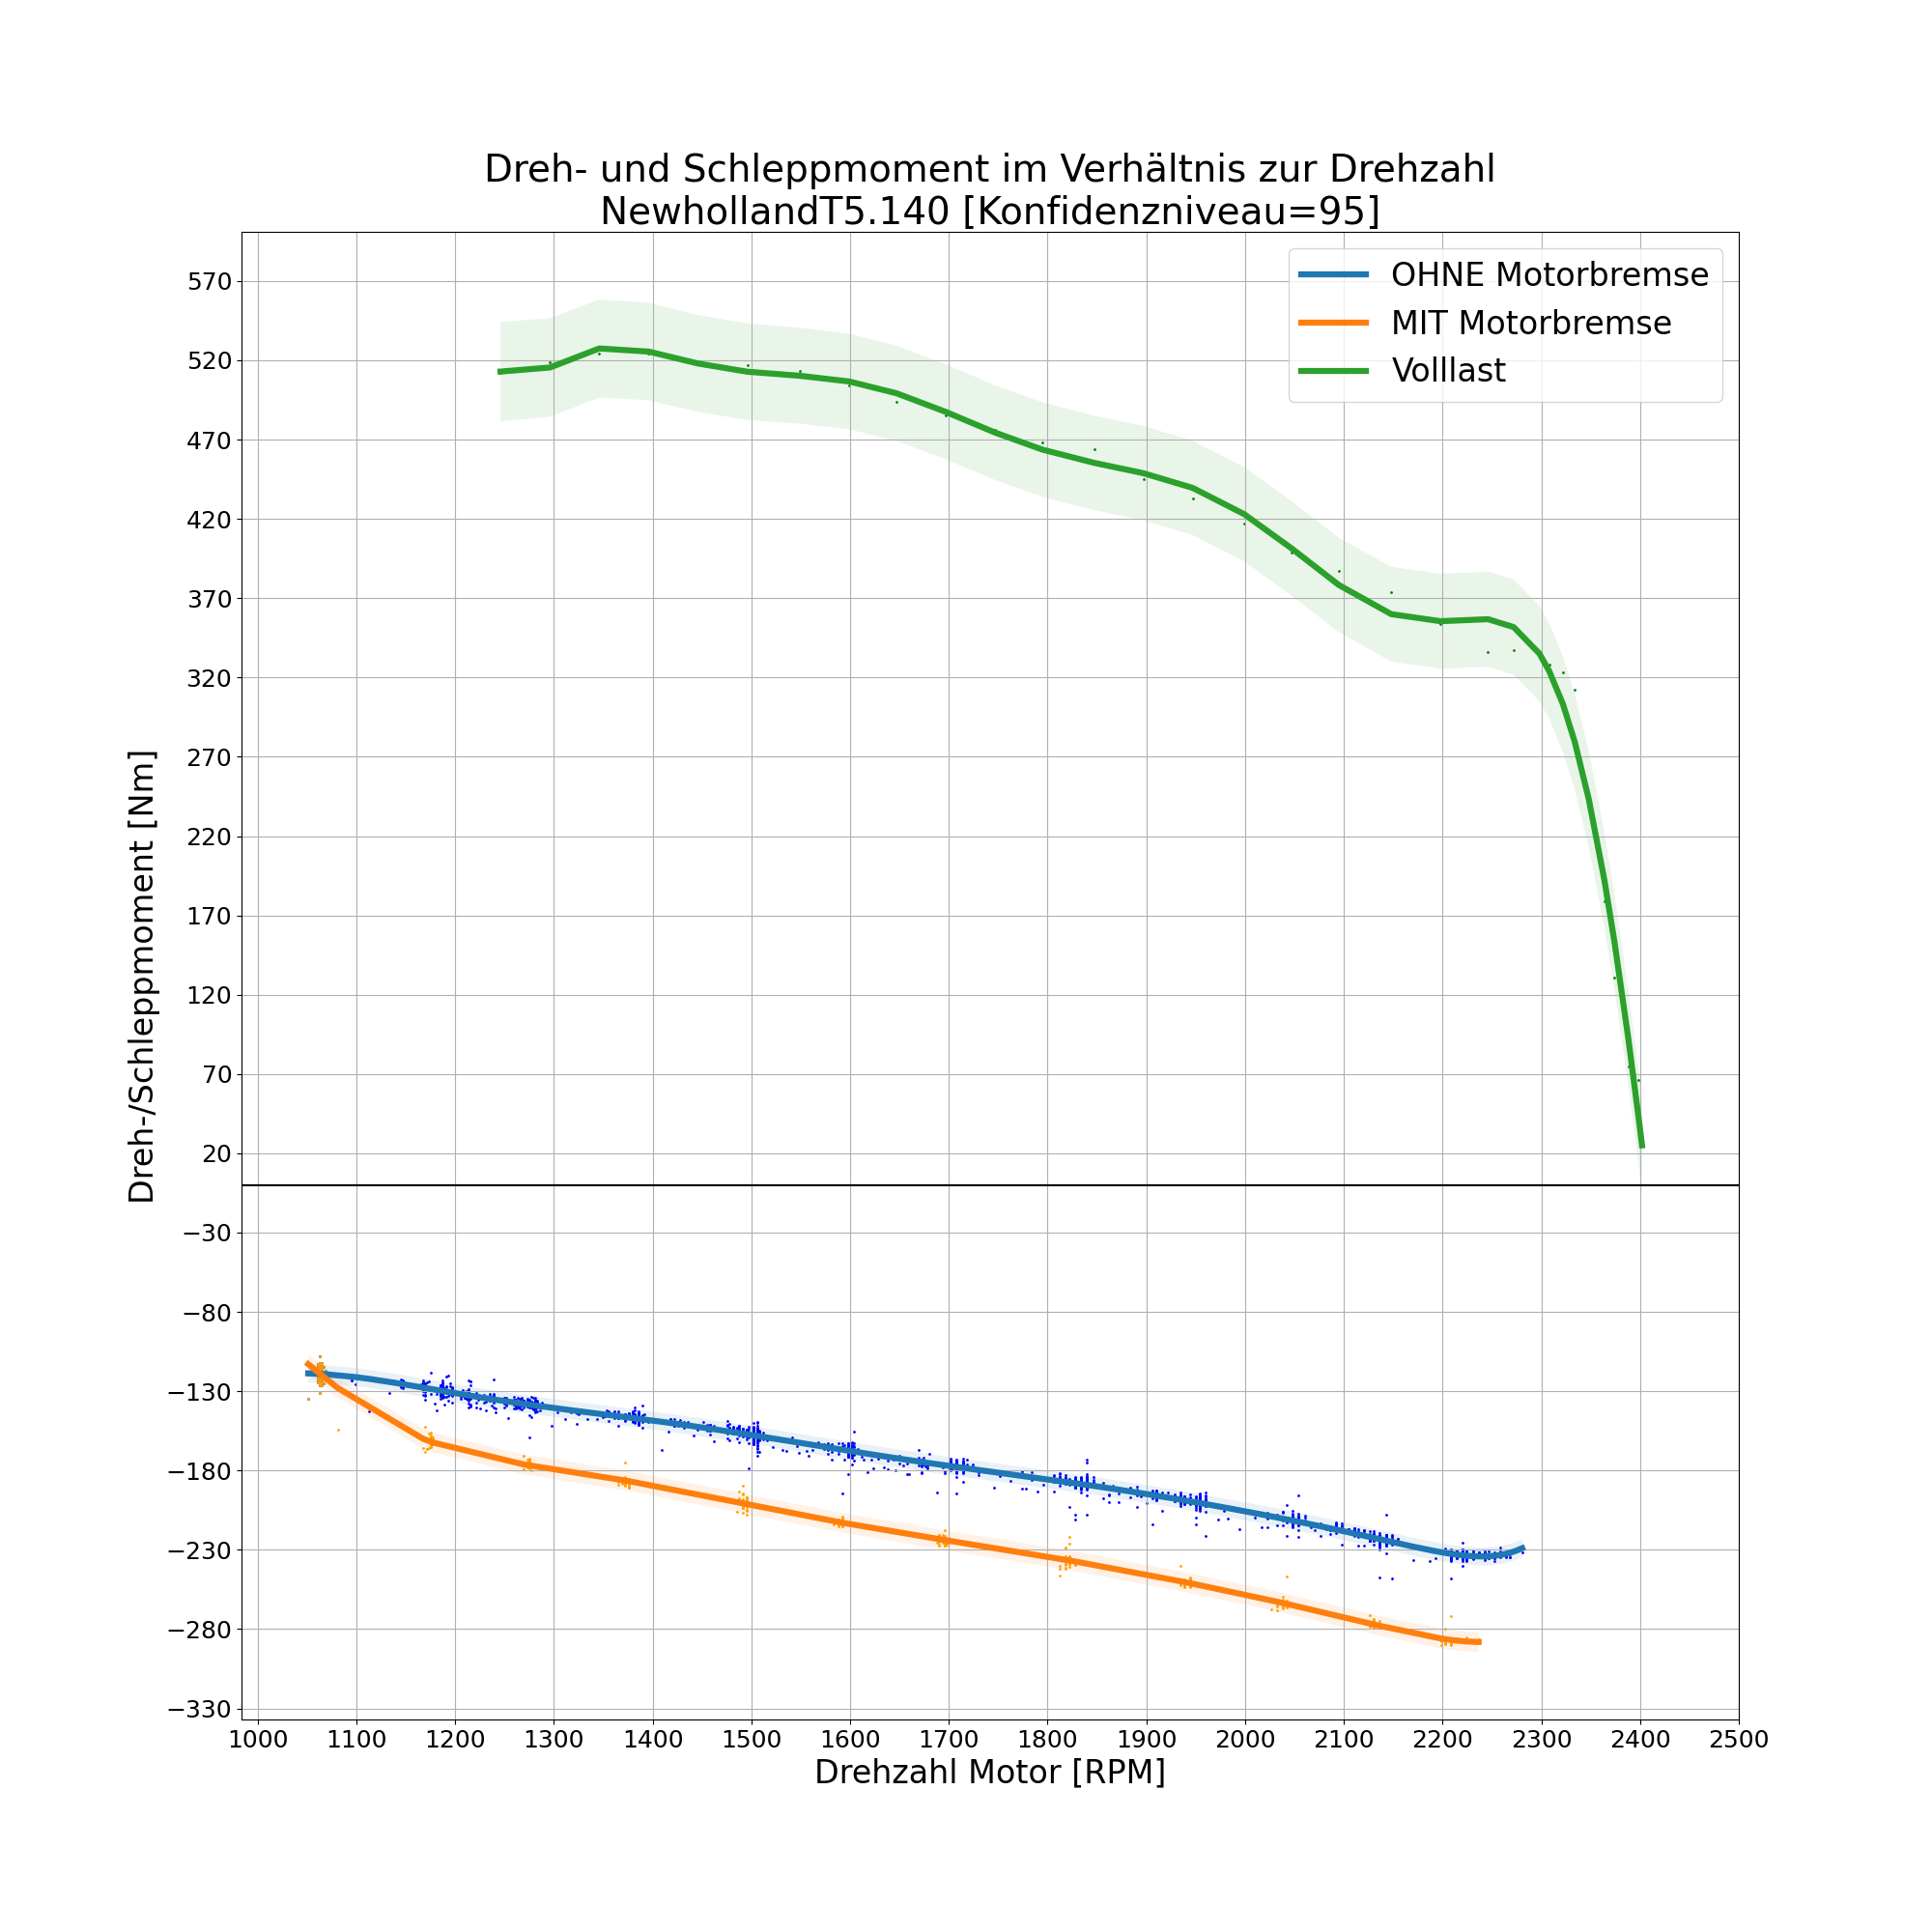 Dreh- und Schleppmoment im Verhältnis zur Drehzahl
NewhollandT5.140 [Konfidenzniveau=95]
OHNE Motorbremse
MIT Motorbremse
Volllast
Dreh-/Schleppmoment [Nm]
570
520
470
420
370
320
270
220
170
120
70
20
−30
−80
−130
−180
−230
−280
−330
1000 1100 1200 1300 1400 1500 1600 1700 1800 1900 2000 2100 2200 2300 2400 2500
Drehzahl Motor [RPM]